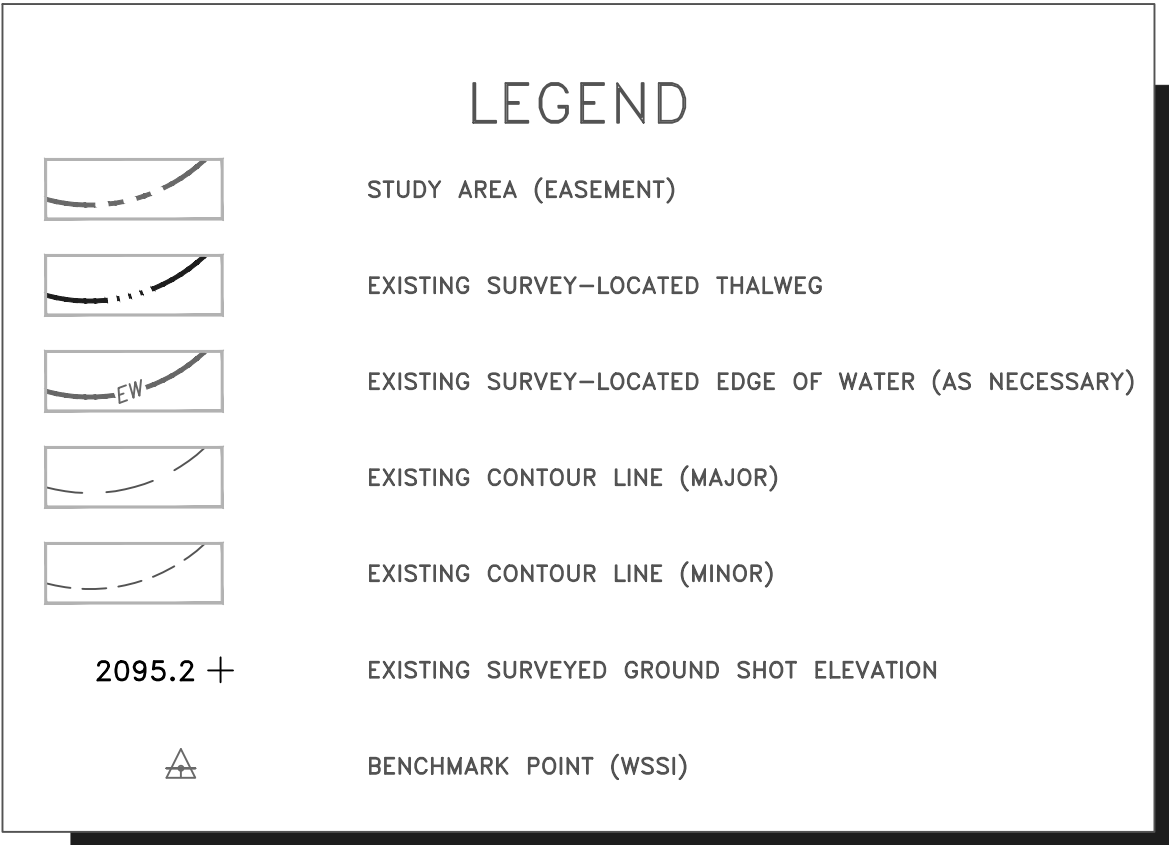 LEGEND
STUDY AREA (EASEMENT)
EXISTING SURVEY-LOCATED THALWEG
EW EXISTING SURVEY-LOCATED EDGE OF WATER (AS NECESSARY)
EXISTING CONTOUR LINE (MAJOR)
EXISTING CONTOUR LINE (MINOR)
2095.2 + EXISTING SURVEYED GROUND SHOT ELEVATION
BENCHMARK POINT (WSSI)